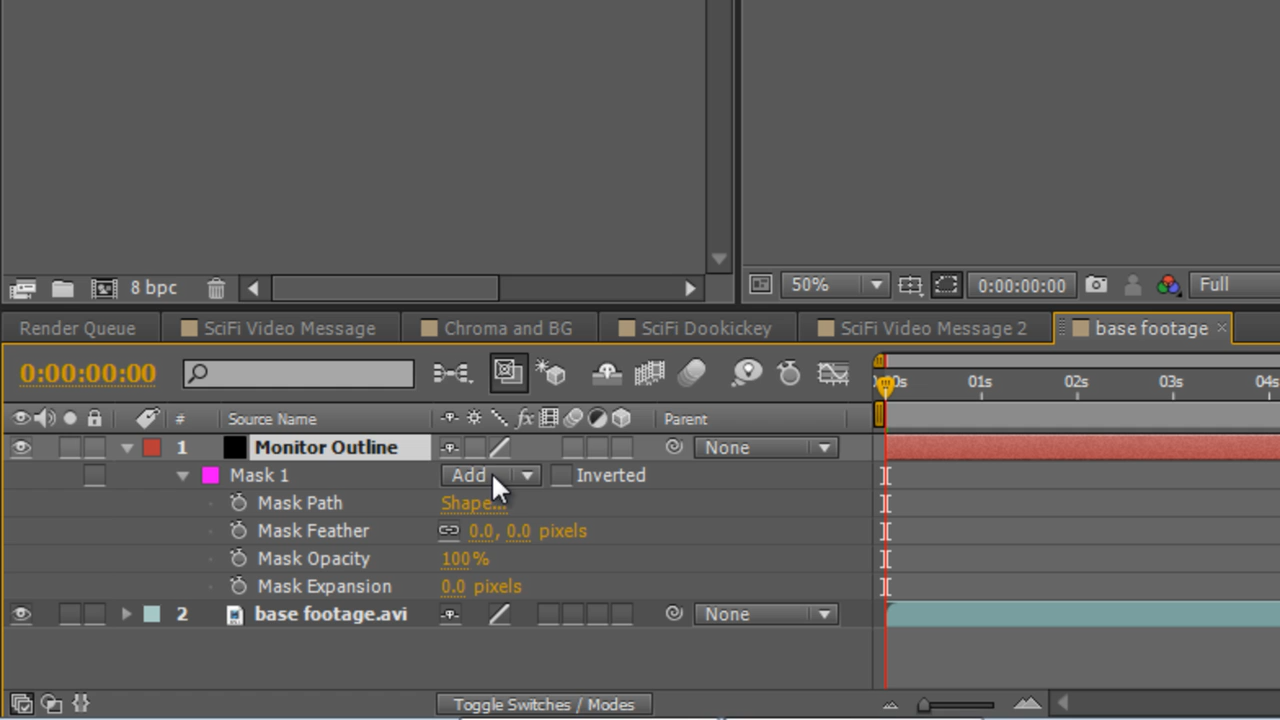 8 bpc
50%
0:00:00:00
Full
Render Queue
SciFi Video Message
Chroma and BG
SciFi Dookickey
SciFi Video Message 2
base footage
0:00:00:00
0s 01s 02s 03s 04s
# Source Name fx Parent
1 Monitor Outline None
Mask 1 Add Inverted
Mask Path Shape...
Mask Feather 0.0, 0.0 pixels
Mask Opacity 100%
Mask Expansion 0.0 pixels
2 base footage.avi None
Toggle Switches / Modes